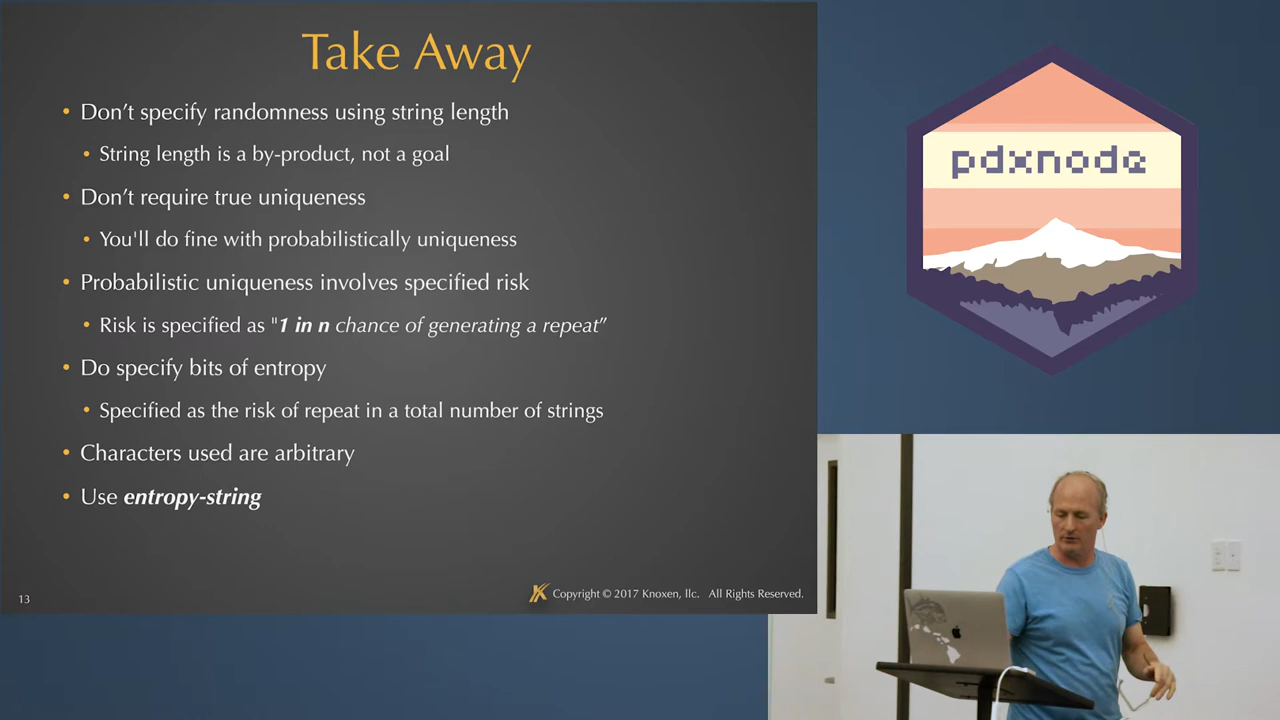 Take Away
• Don’t specify randomness using string length
• String length is a by-product, not a goal
• Don’t require true uniqueness
• You'll do fine with probabilistically uniqueness
• Probabilistic uniqueness involves specified risk
• Risk is specified as "1 in n chance of generating a repeat”
• Do specify bits of entropy
• Specified as the risk of repeat in a total number of strings
• Characters used are arbitrary
• Use entropy-string
13
Copyright © 2017 Knoxen, llc. All Rights Reserved.
pdxnode